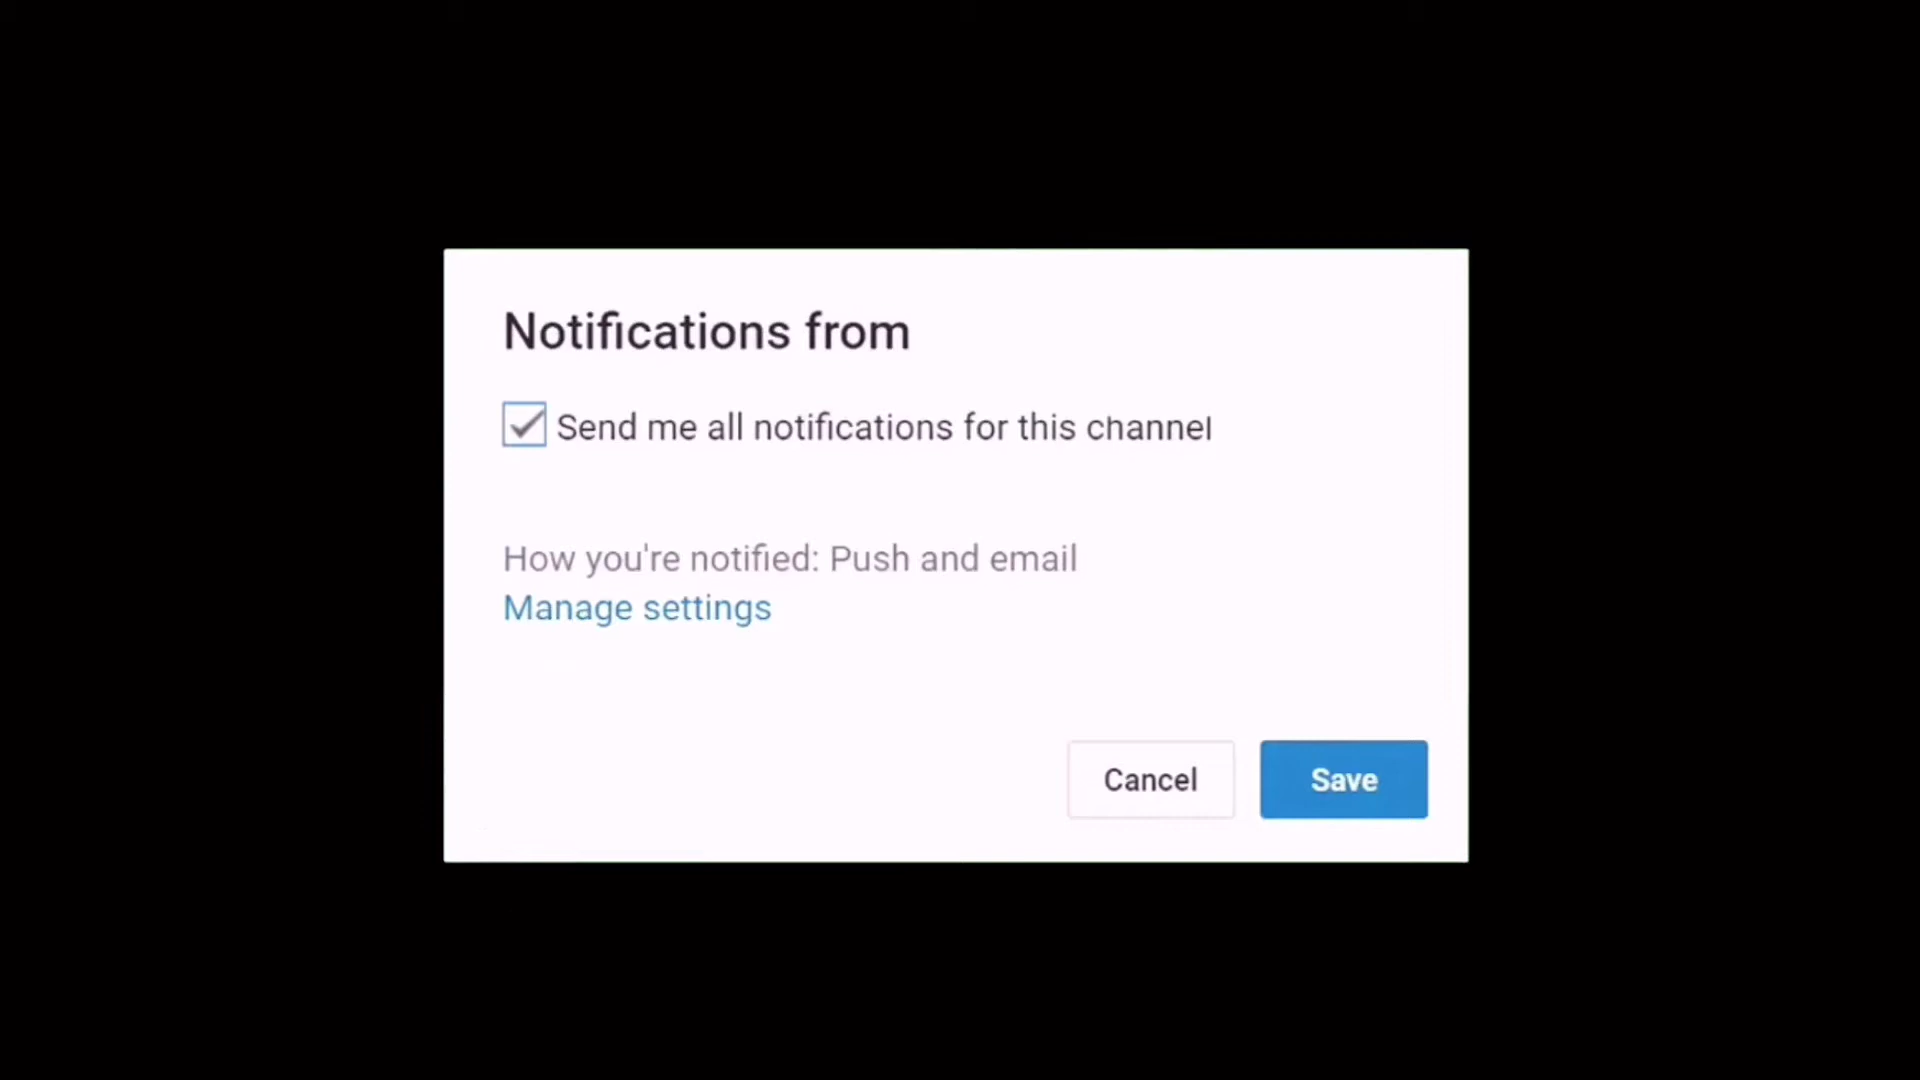 Notifications from
Send me all notifications for this channel
How you're notified: Push and email
Manage settings
Cancel
Save